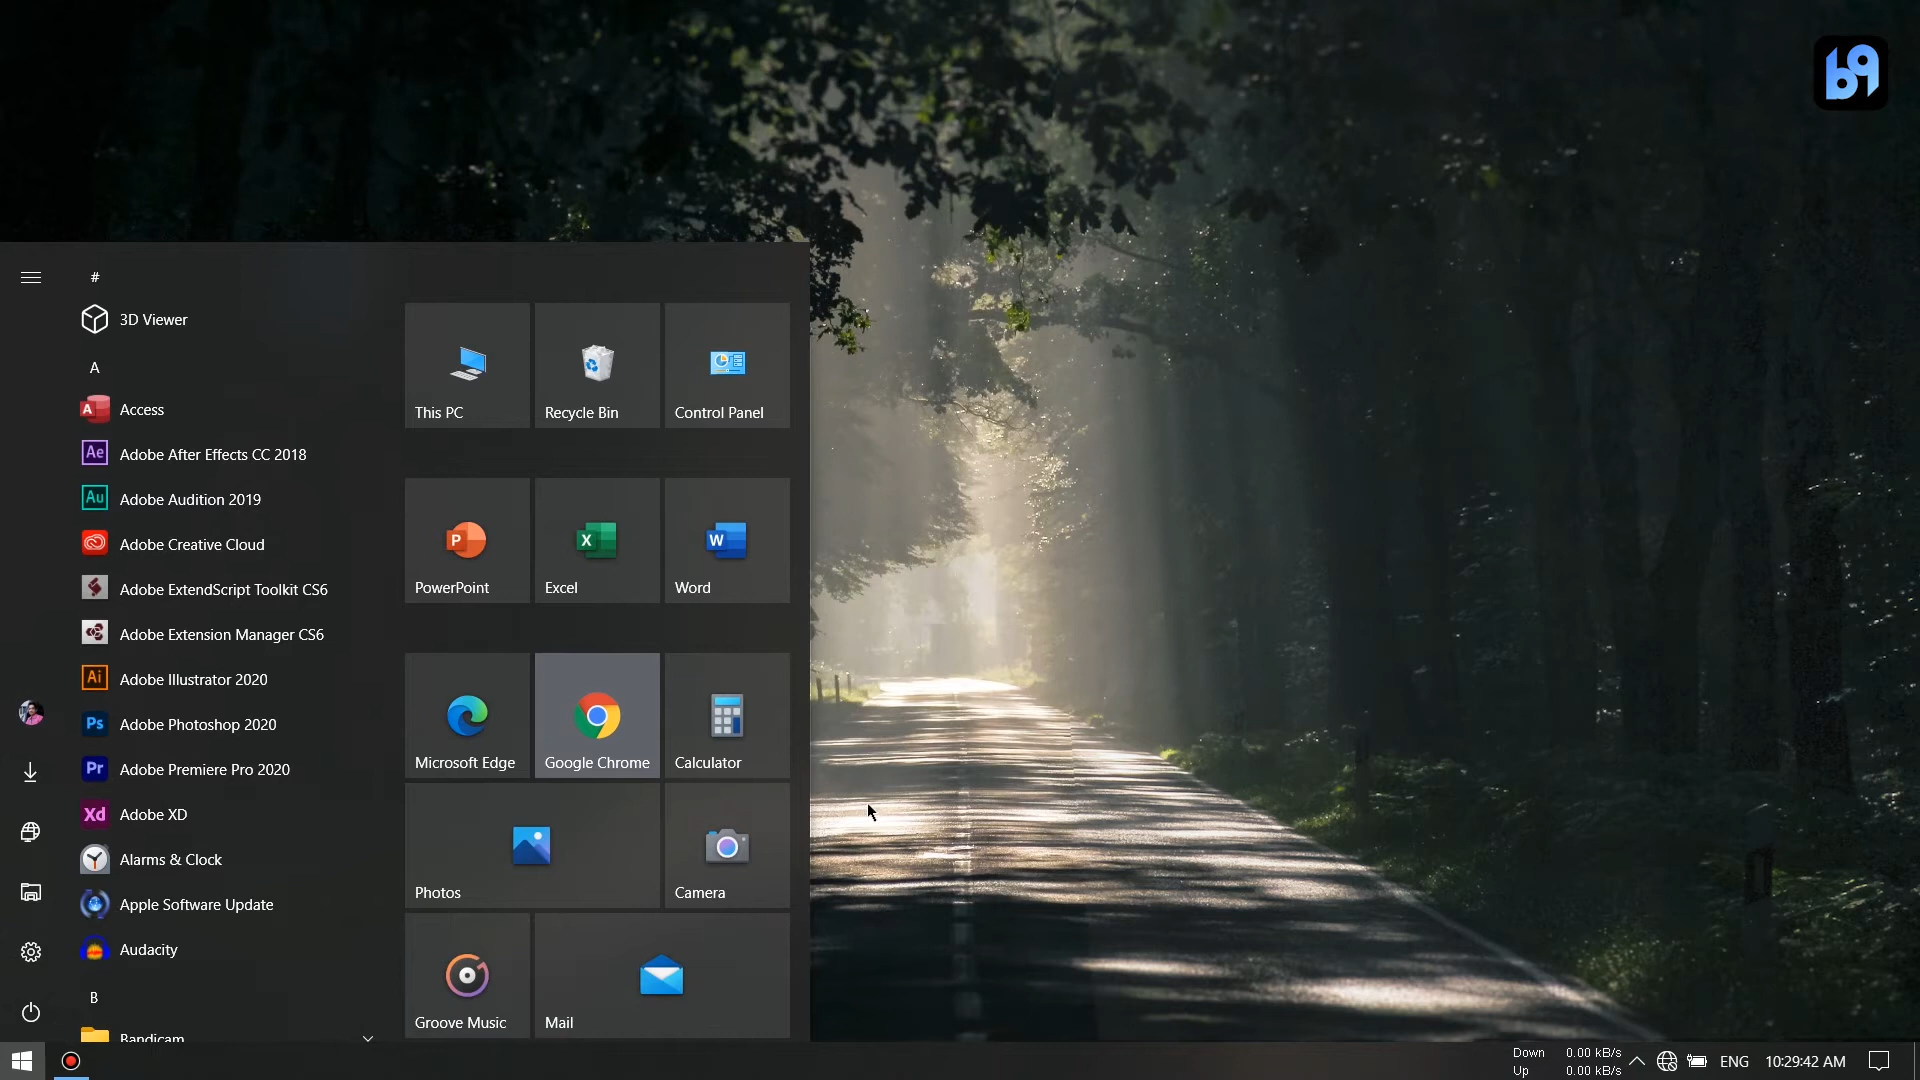 b9
#
3D Viewer
A
Access
Adobe After Effects CC 2018
Adobe Audition 2019
Adobe Creative Cloud
Adobe ExtendScript Toolkit CS6
Adobe Extension Manager CS6
Adobe Illustrator 2020
Adobe Photoshop 2020
Adobe Premiere Pro 2020
Adobe XD
Alarms & Clock
Apple Software Update
Audacity
B
Bandicam
This PC
Recycle Bin
Control Panel
PowerPoint
Excel
Word
Microsoft Edge
Google Chrome
Calculator
Photos
Camera
Groove Music
Mail
Down 0.00 kB/s
Up 0.00 kB/s
ENG
10:29:42 AM